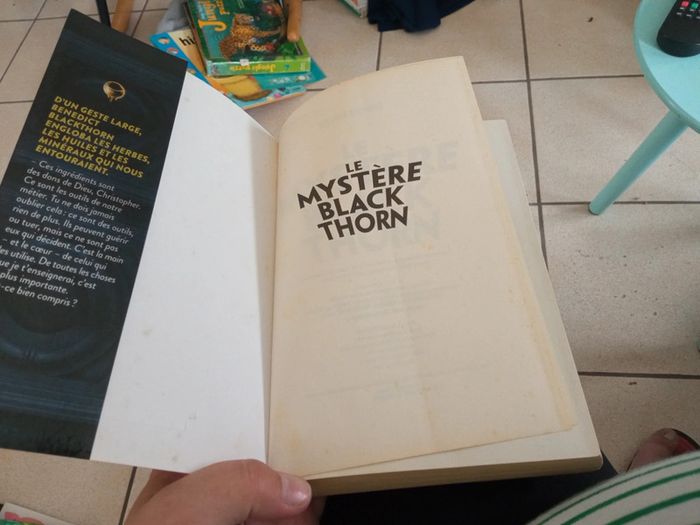 D'UN GESTE LARGE,
BENEDICT
BLACKTHORN
ENGLOBA LES HERBES,
LES HUILES ET LES
MINÉRAUX QUI NOUS
ENTOURAIENT.
– Ces ingrédients sont
des dons de Dieu, Christopher.
Ce sont les outils de notre
métier. Tu ne dois jamais
oublier cela : ce sont des outils,
rien de plus. Ils peuvent guérir
ou tuer, mais ce ne sont pas
eux qui décident. C'est la main
– et le cœur – de celui qui
les utilise. De toutes les choses
que je t'enseignerai, c'est
plus importante.
-ce bien compris ?
LE
MYSTÈRE
BLACK
THORN